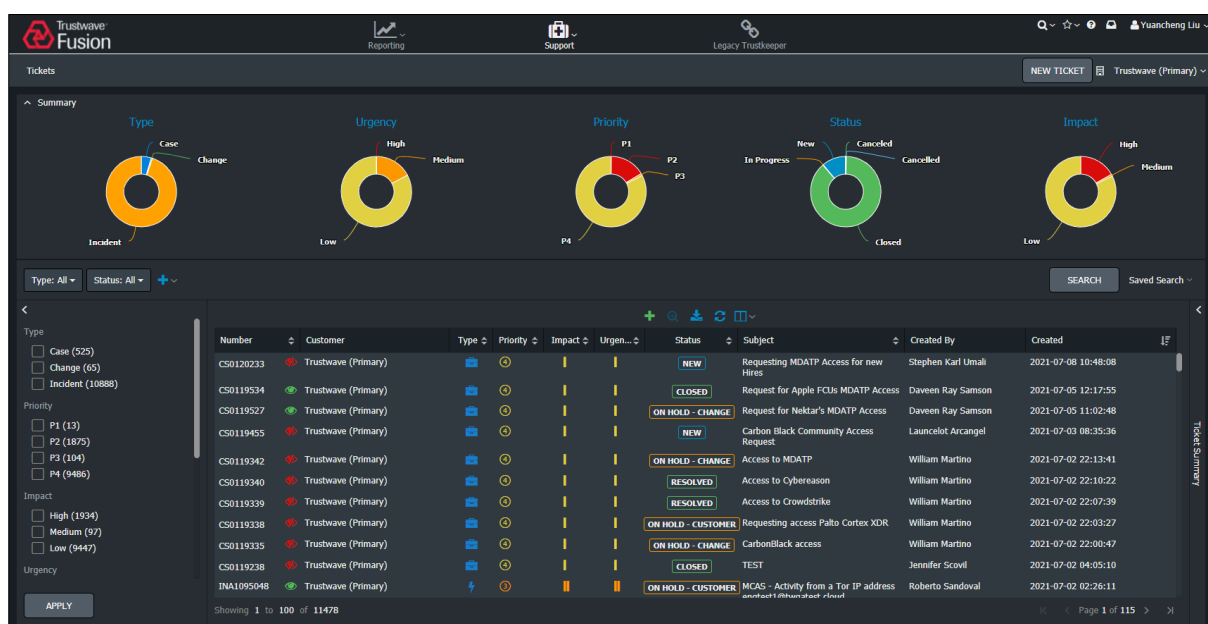 Trustwave
Fusion
Reporting
Support
Legacy Trustkeeper
Yuancheng Liu
Tickets
NEW TICKET
Trustwave (Primary)
Summary
Type
Case
Change
Incident
Urgency
High
Medium
Low
Priority
P1
P2
P3
P4
Status
New
Canceled
In Progress
Cancelled
Closed
Impact
High
Medium
Low
Type: All
Status: All
SEARCH
Saved Search
Type
Case (525)
Change (65)
Incident (10888)
Priority
P1 (13)
P2 (1875)
P3 (104)
P4 (9486)
Impact
High (1934)
Medium (97)
Low (9447)
Urgency
APPLY
Number Customer Type Priority Impact Urgen... Status Subject Created By Created
CS0120233 Trustwave (Primary) 4 NEW Requesting MDATP Access for new Stephen Karl Umali 2021-07-08 10:48:08
Hires
CS0119534 Trustwave (Primary) 4 CLOSED Request for Apple FCUs MDATP Access Daveen Ray Samson 2021-07-05 12:17:55
CS0119527 Trustwave (Primary) 4 ON HOLD - CHANGE Request for Nektar's MDATP Access Daveen Ray Samson 2021-07-05 11:02:48
CS0119455 Trustwave (Primary) 4 NEW Carbon Black Community Access Launcelot Arcangel 2021-07-03 08:35:36
Request
CS0119342 Trustwave (Primary) 4 ON HOLD - CHANGE Access to MDATP William Martino 2021-07-02 22:13:41
CS0119340 Trustwave (Primary) 4 RESOLVED Access to Cybereason William Martino 2021-07-02 22:10:22
CS0119339 Trustwave (Primary) 4 RESOLVED Access to Crowdstrike William Martino 2021-07-02 22:07:39
CS0119338 Trustwave (Primary) 4 ON HOLD - CUSTOMER Requesting access Palto Cortex XDR William Martino 2021-07-02 22:03:27
CS0119335 Trustwave (Primary) 4 ON HOLD - CHANGE CarbonBlack access William Martino 2021-07-02 22:00:47
CS0119238 Trustwave (Primary) 4 CLOSED TEST Jennifer Scovil 2021-07-02 04:05:10
INA1095048 Trustwave (Primary) 3 ON HOLD - CUSTOMER MCAS - Activity from a Tor IP address Roberto Sandoval 2021-07-02 02:26:11
Showing 1 to 100 of 11478
Page 1 of 115
Ticket Summary